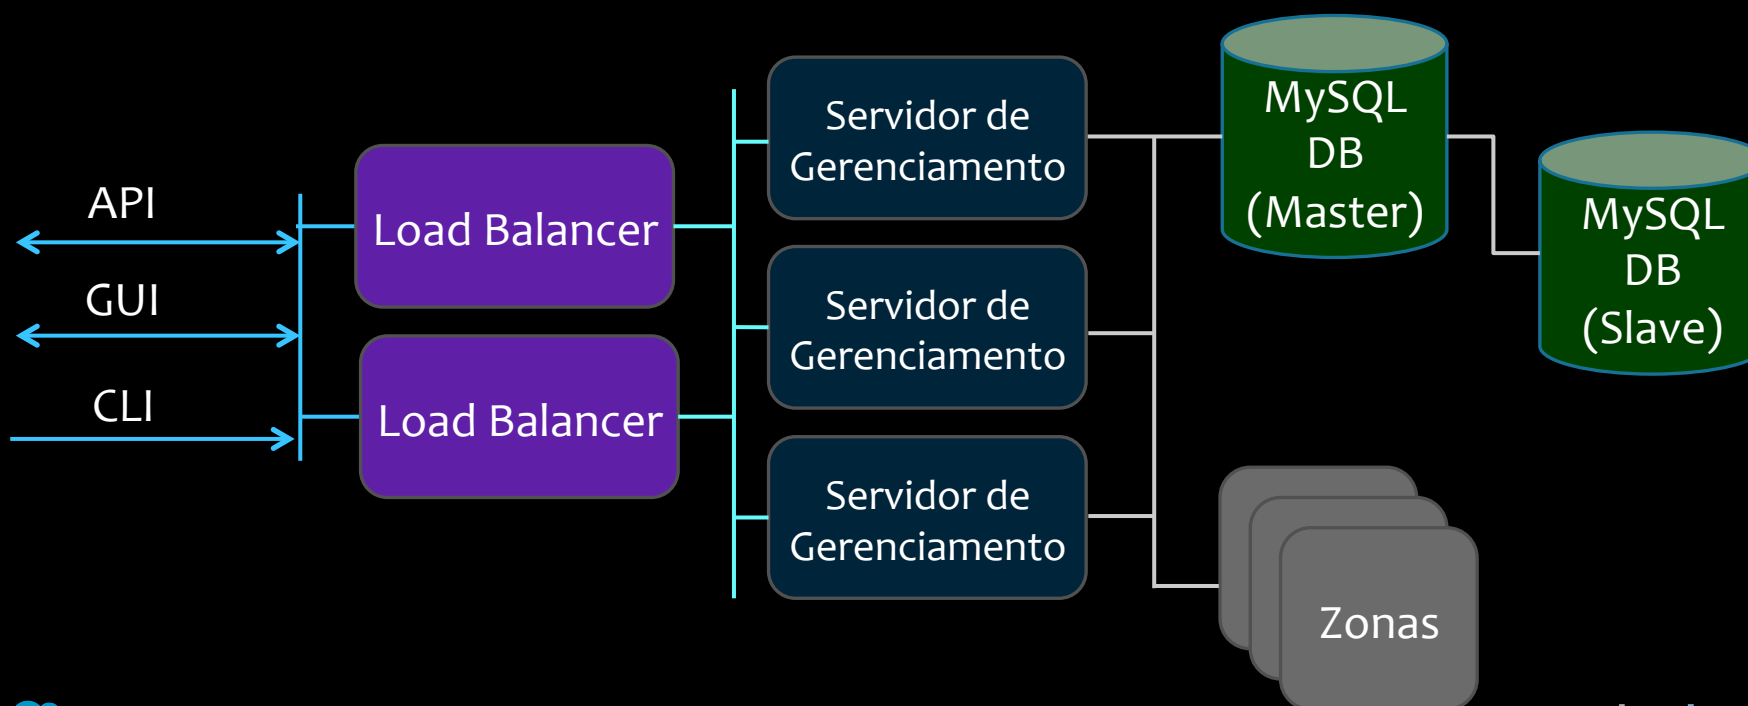 API
GUI
CLI
Load Balancer
Load Balancer
Servidor de
Gerenciamento
Servidor de
Gerenciamento
Servidor de
Gerenciamento
MySQL
DB
(Master)
MySQL
DB
(Slave)
Zonas